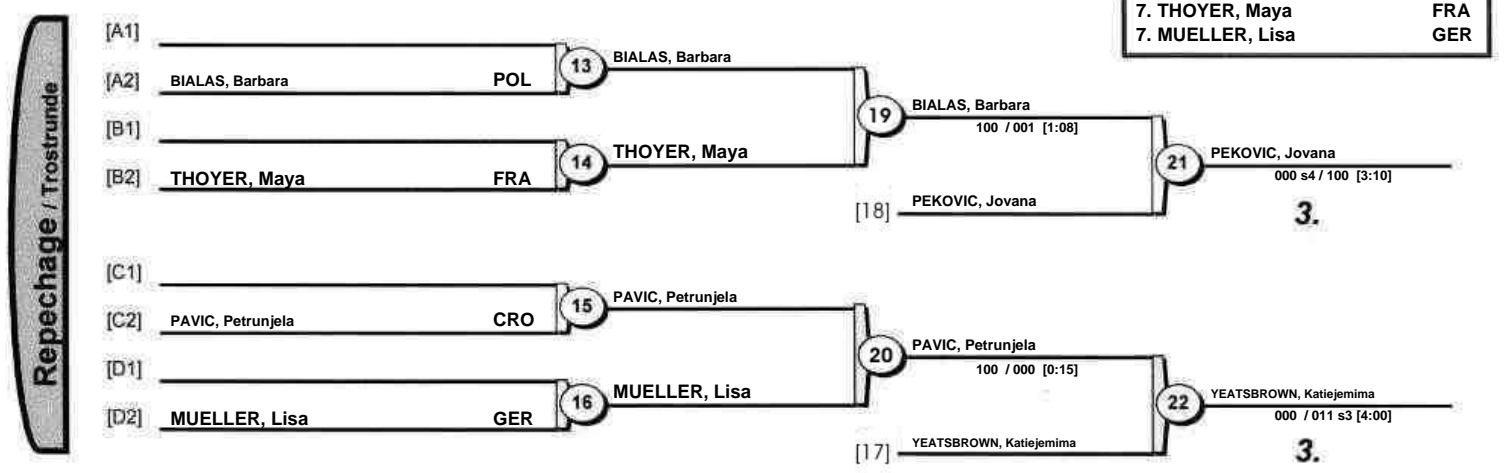 7. THOYER, Maya FRA
7. MUELLER, Lisa GER
Repechage / Trostrunde
[A1]
[A2] BIALAS, Barbara POL
13
BIALAS, Barbara
[B1]
[B2] THOYER, Maya FRA
14
THOYER, Maya
19
BIALAS, Barbara
100 / 001 [1:08]
[18] PEKOVIC, Jovana
21
PEKOVIC, Jovana
000 s4 / 100 [3:10]
3.
[C1]
[C2] PAVIC, Petrunjela CRO
15
PAVIC, Petrunjela
[D1]
[D2] MUELLER, Lisa GER
16
MUELLER, Lisa
20
PAVIC, Petrunjela
100 / 000 [0:15]
[17] YEATSBROWN, Katiejemima
22
YEATSBROWN, Katiejemima
000 / 011 s3 [4:00]
3.